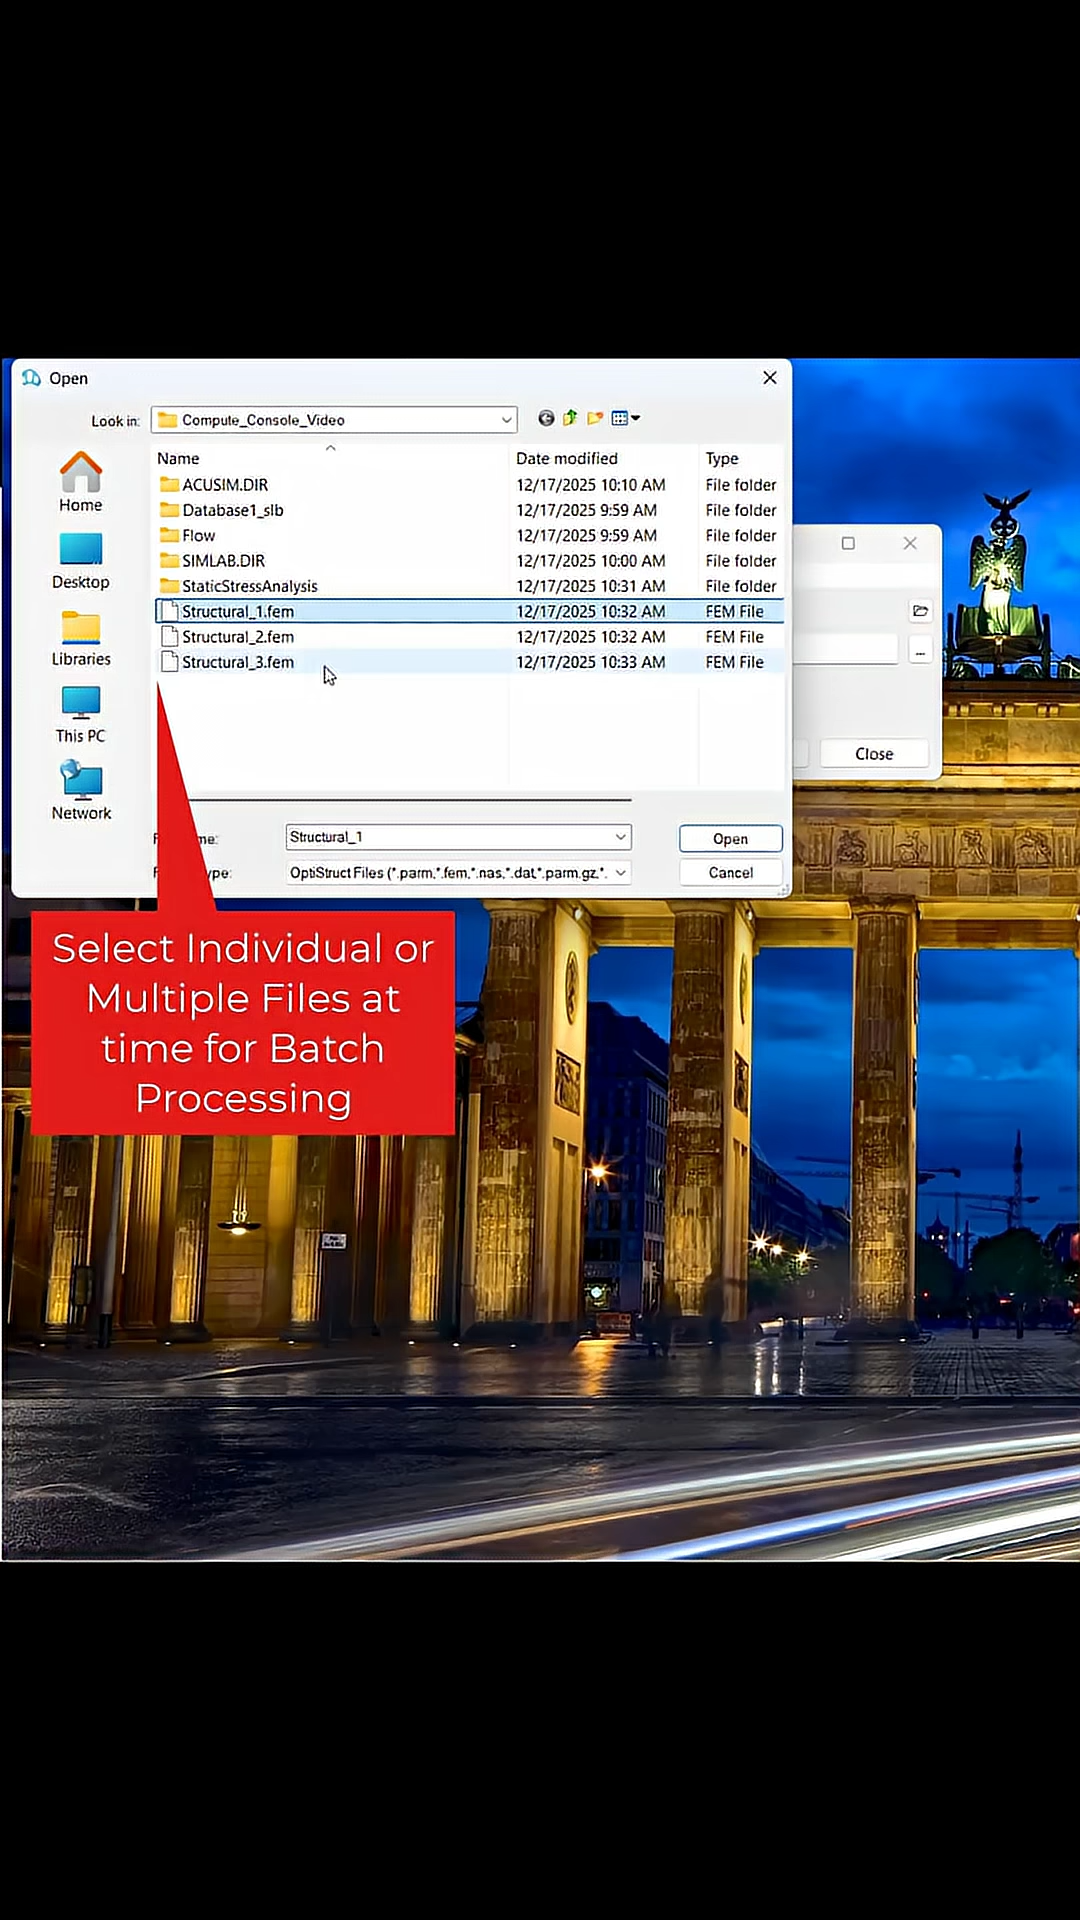 Open
Look in: Compute_Console_Video
Name Date modified Type
ACUSIM.DIR 12/17/2025 10:10 AM File folder
Database1_slb 12/17/2025 9:59 AM File folder
Flow 12/17/2025 9:59 AM File folder
SIMLAB.DIR 12/17/2025 10:00 AM File folder
StaticStressAnalysis 12/17/2025 10:31 AM File folder
Structural_1.fem 12/17/2025 10:32 AM FEM File
Structural_2.fem 12/17/2025 10:32 AM FEM File
Structural_3.fem 12/17/2025 10:33 AM FEM File
Home
Desktop
Libraries
This PC
Network
...
Close
Structural_1 Open
OptiStruct Files (*.parm,*.fem,*.nas,*.dat,*.parm.gz,*. Cancel
Select Individual or
Multiple Files at
time for Batch
Processing